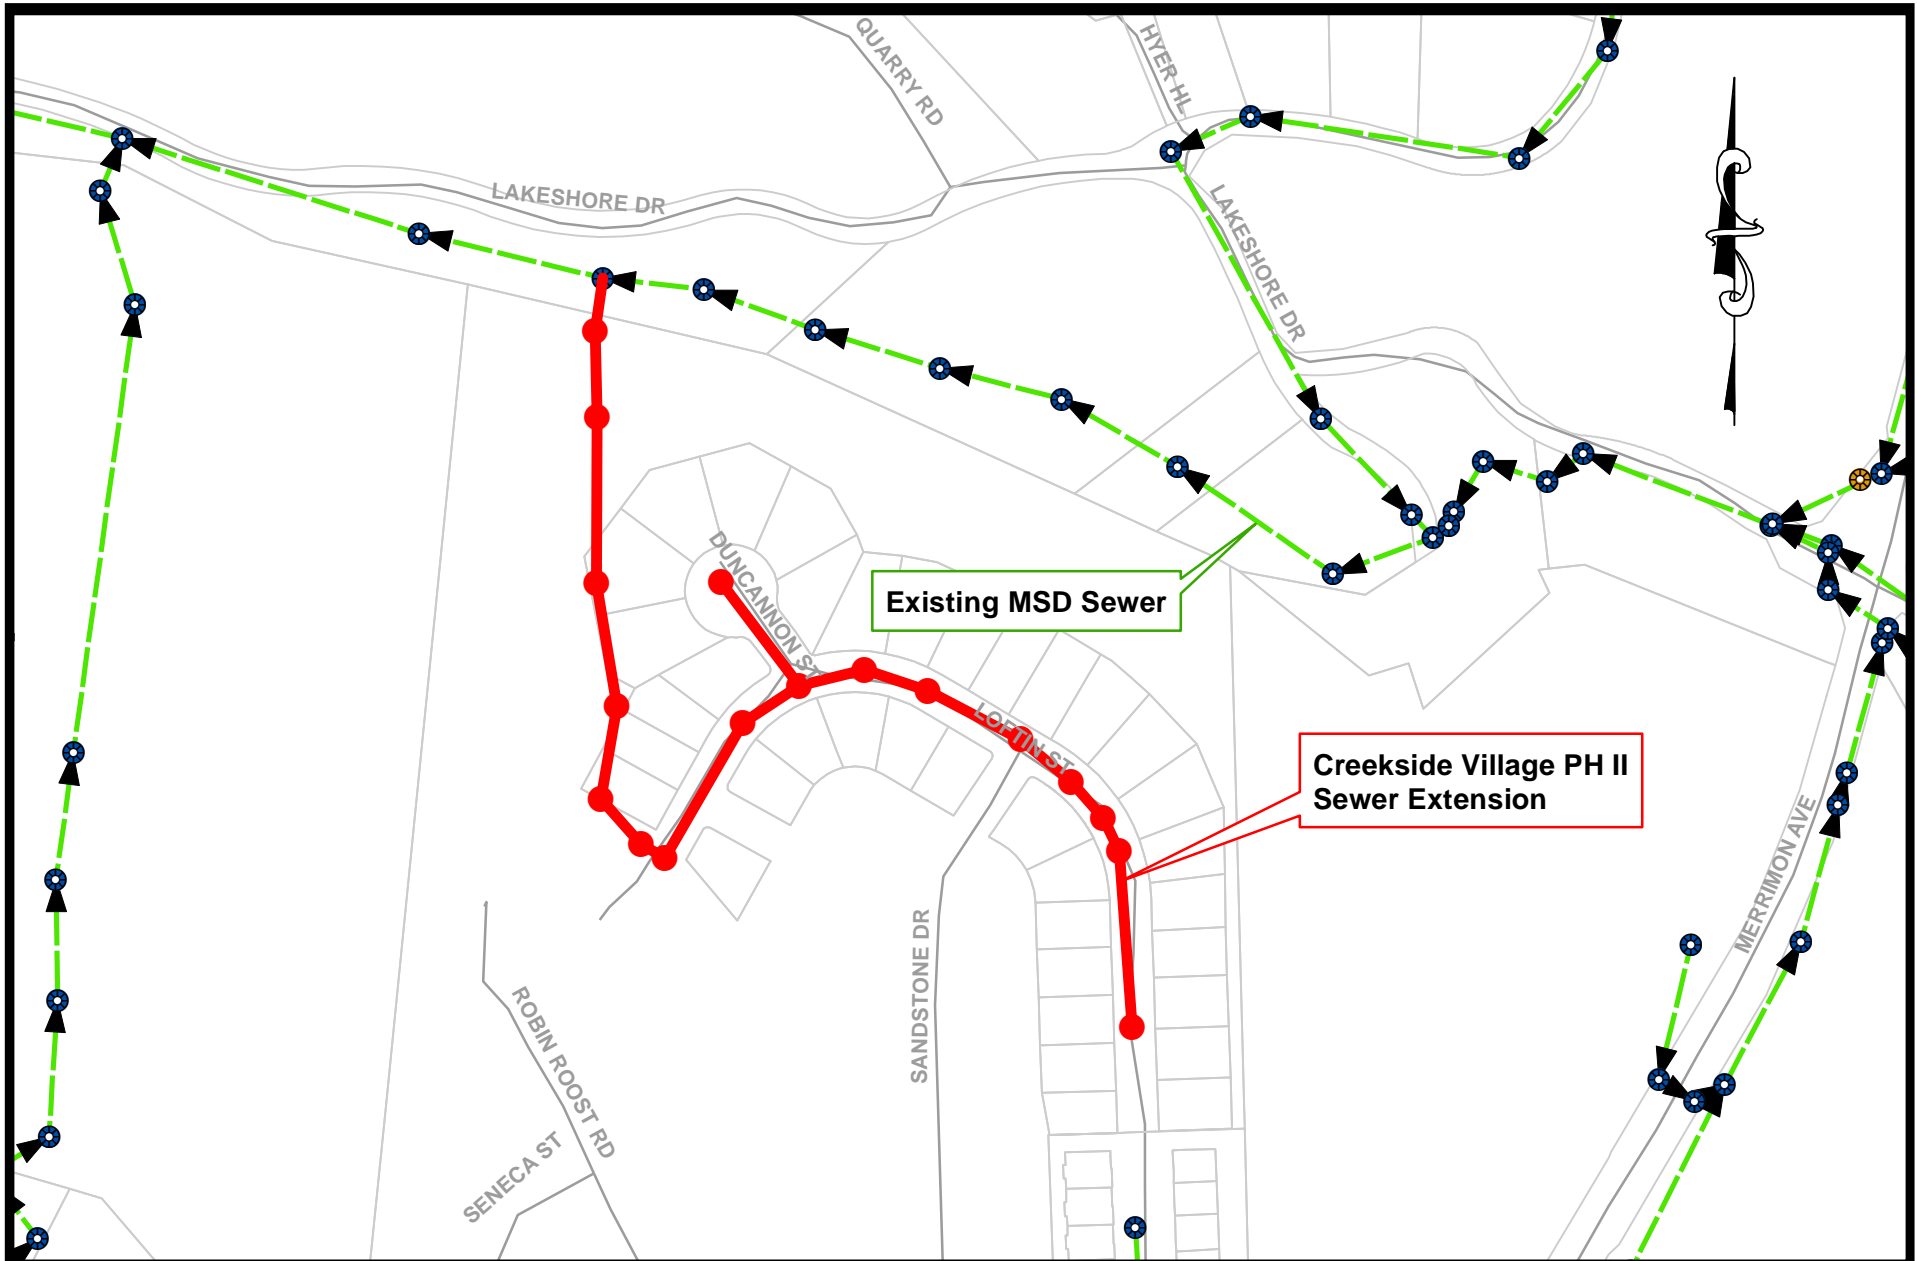 QUARRY RD
HYER HL
LAKESHORE DR
LAKESHORE DR
DUNCANNON ST
Existing MSD Sewer
LOFTIN ST
Creekside Village PH II
Sewer Extension
MERRIMON AVE
SANDSTONE DR
ROBIN ROOST RD
SENECA ST